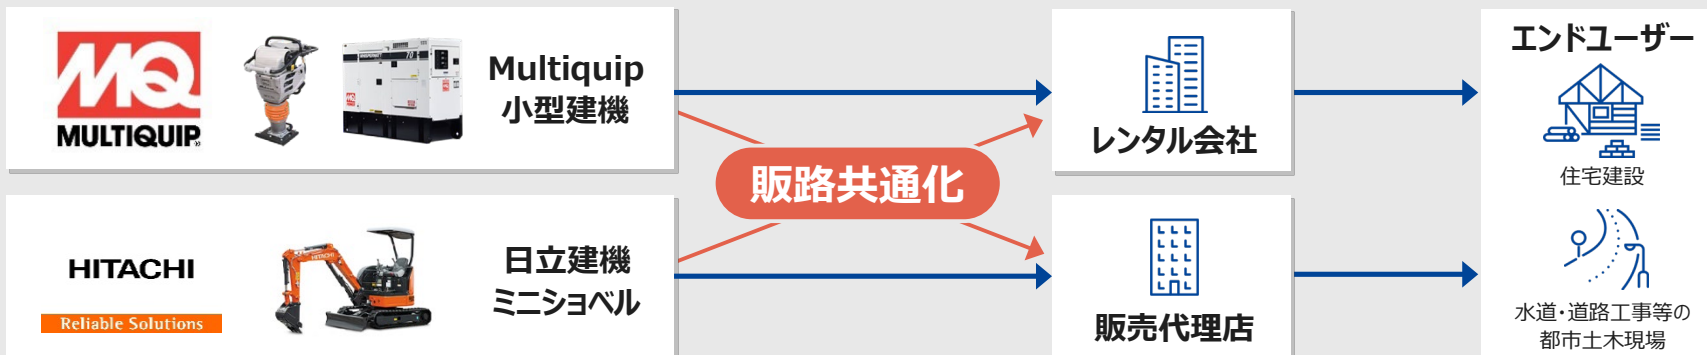 MQ
MULTIQUIP®
Multiquip
小型建機
HITACHI
Reliable Solutions
HITACHI
日立建機
ミニショベル
販路共通化
レンタル会社
販売代理店
エンドユーザー
住宅建設
水道・道路工事等の
都市土木現場